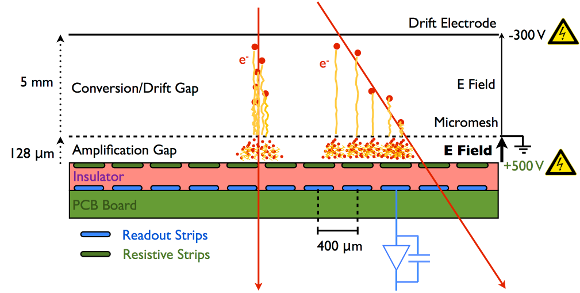 Drift Electrode
-300 V
e⁻
e⁻
5 mm
Conversion/Drift Gap
E Field
Micromesh
128 μm
Amplification Gap
E Field
+500 V
Insulator
PCB Board
Readout Strips
400 μm
Resistive Strips